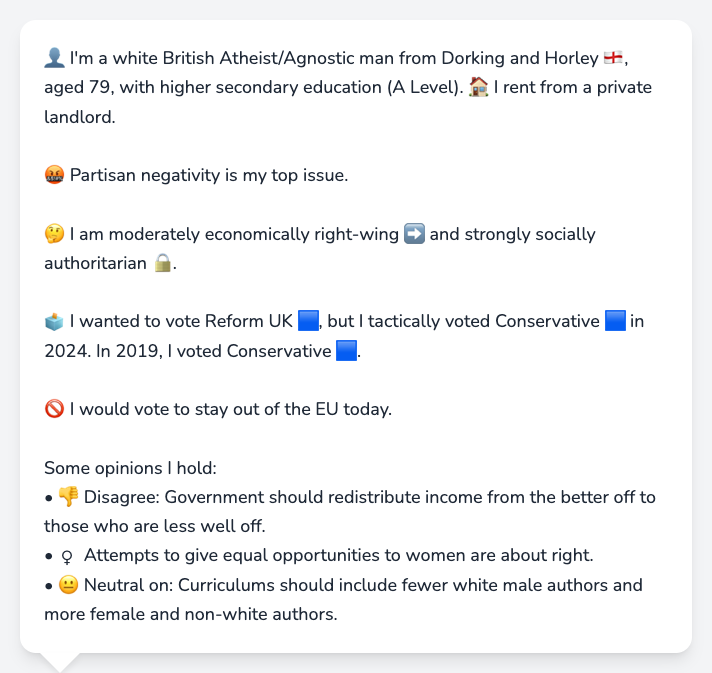 👤 I'm a white British Atheist/Agnostic man from Dorking and Horley 🏴󠁧󠁢󠁥󠁮󠁧󠁿,
aged 79, with higher secondary education (A Level). 🏠 I rent from a private
landlord.
🤬 Partisan negativity is my top issue.
🤔 I am moderately economically right-wing ➡️ and strongly socially
authoritarian 🔒.
🗳️ I wanted to vote Reform UK 🟦, but I tactically voted Conservative 🟦 in
2024. In 2019, I voted Conservative 🟦.
🚫 I would vote to stay out of the EU today.
Some opinions I hold:
• 👎 Disagree: Government should redistribute income from the better off to
those who are less well off.
• ♀ Attempts to give equal opportunities to women are about right.
• 😐 Neutral on: Curriculums should include fewer white male authors and
more female and non-white authors.